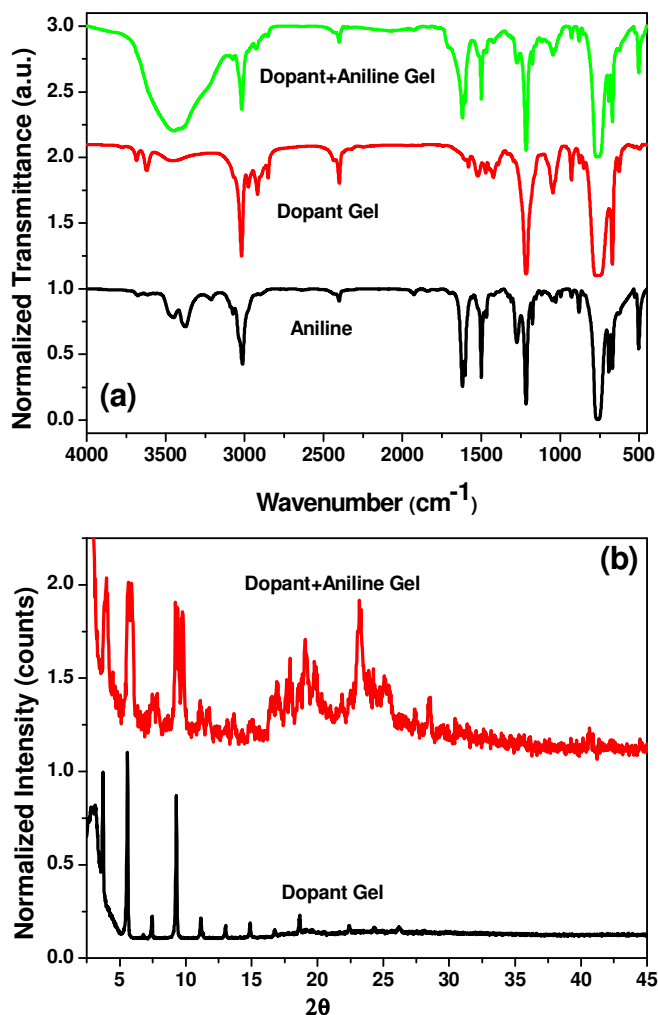 3.0
2.5
2.0
1.5
1.0
0.5
0.0
Normalized Transmittance (a.u.)
Dopant+Aniline Gel
Dopant Gel
Aniline
(a)
4000 3500 3000 2500 2000 1500 1000 500
Wavenumber (cm-1)
(b)
2.0
1.5
1.0
0.5
0.0
Normalized Intensity (counts)
Dopant+Aniline Gel
Dopant Gel
5 10 15 20 25 30 35 40 45
2θ